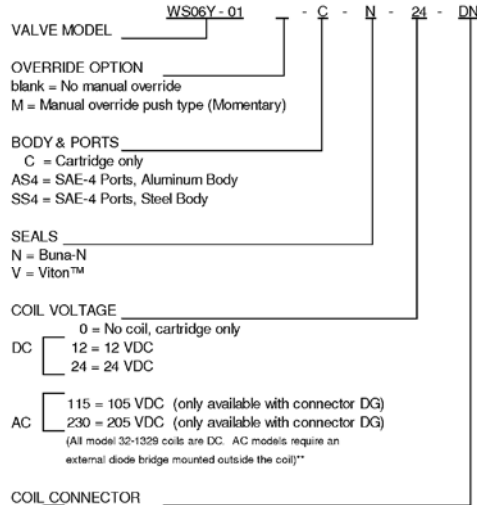 WS06Y - 01 - C - N - 24 - DN
VALVE MODEL
OVERRIDE OPTION
blank = No manual override
M = Manual override push type (Momentary)
BODY & PORTS
C = Cartridge only
AS4 = SAE-4 Ports, Aluminum Body
SS4 = SAE-4 Ports, Steel Body
SEALS
N = Buna-N
V = Viton™
COIL VOLTAGE
0 = No coil, cartridge only
DC 12 = 12 VDC
24 = 24 VDC
115 = 105 VDC (only available with connector DG)
AC 230 = 205 VDC (only available with connector DG)
(All model 32-1329 coils are DC. AC models require an
external diode bridge mounted outside the coil)**
COIL CONNECTOR